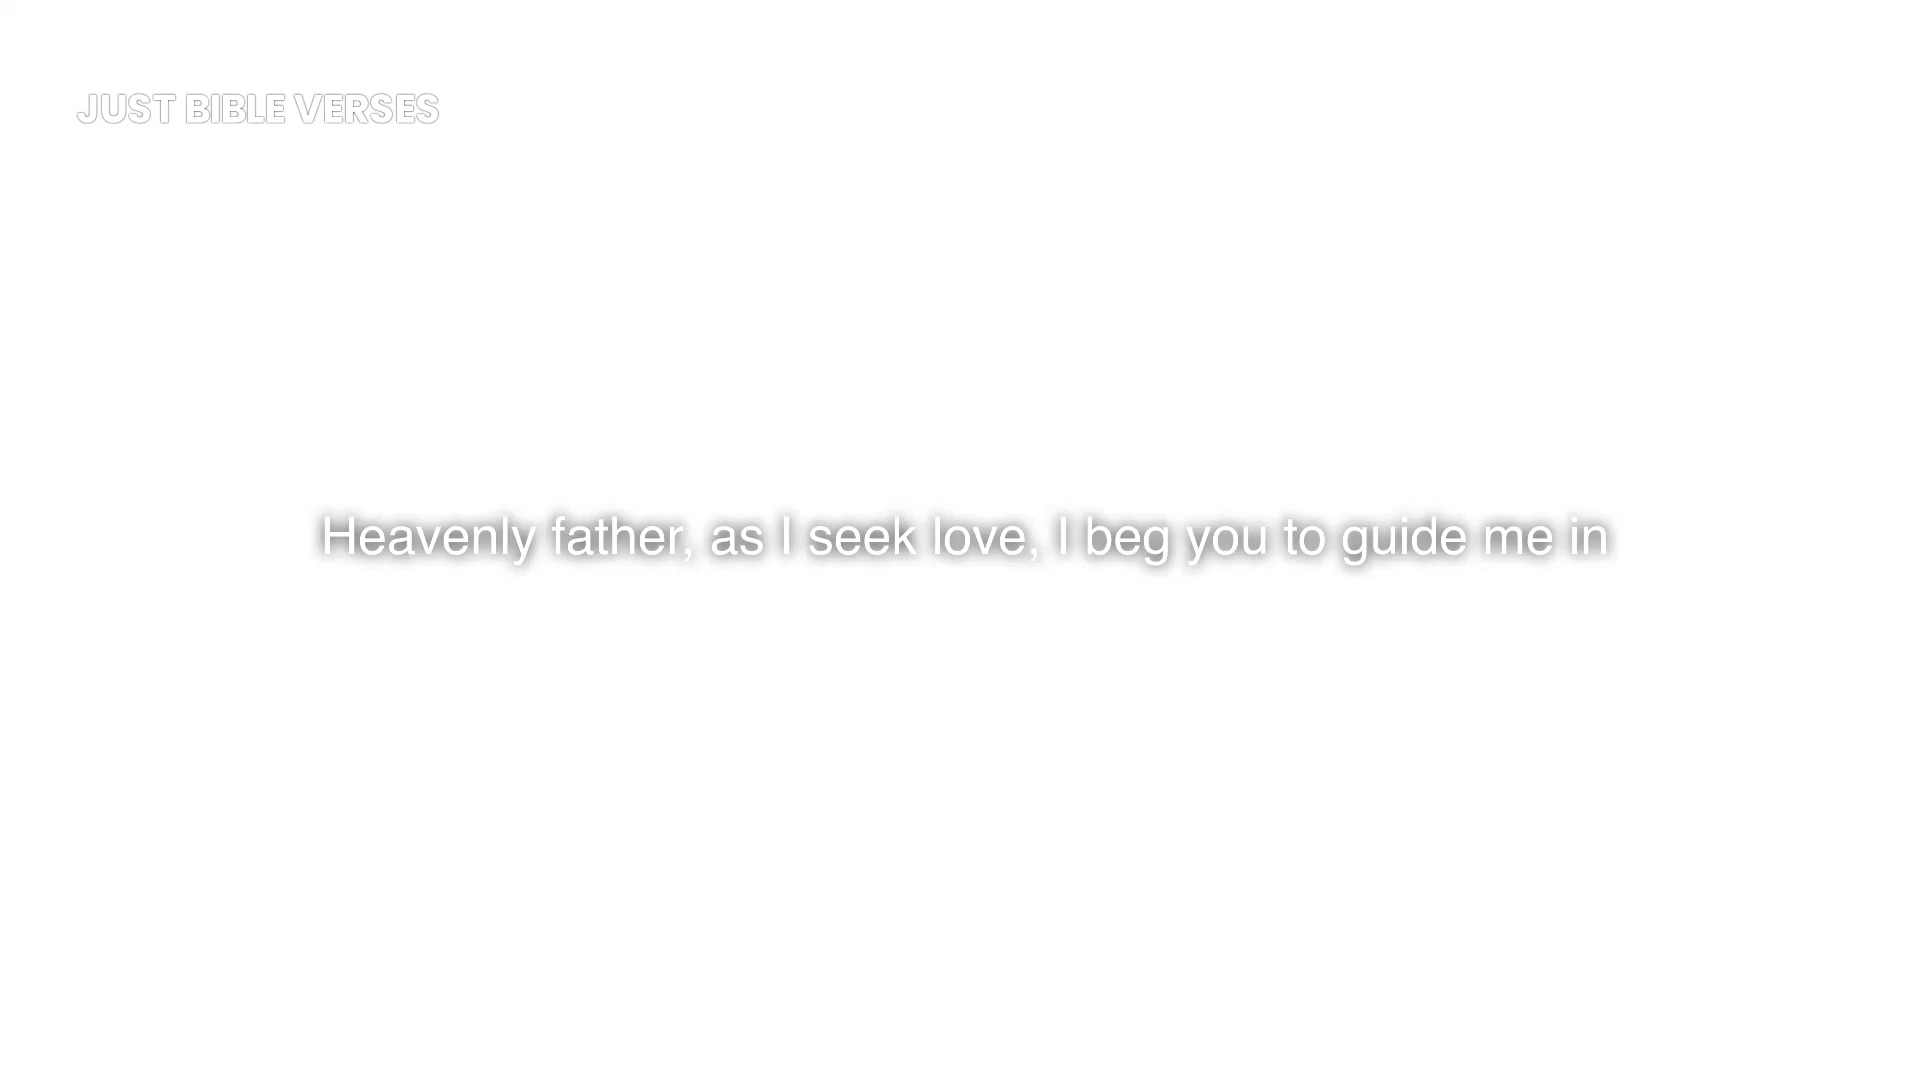 JUST BIBLE VERSES
Heavenly father, as I seek love, I beg you to guide me in